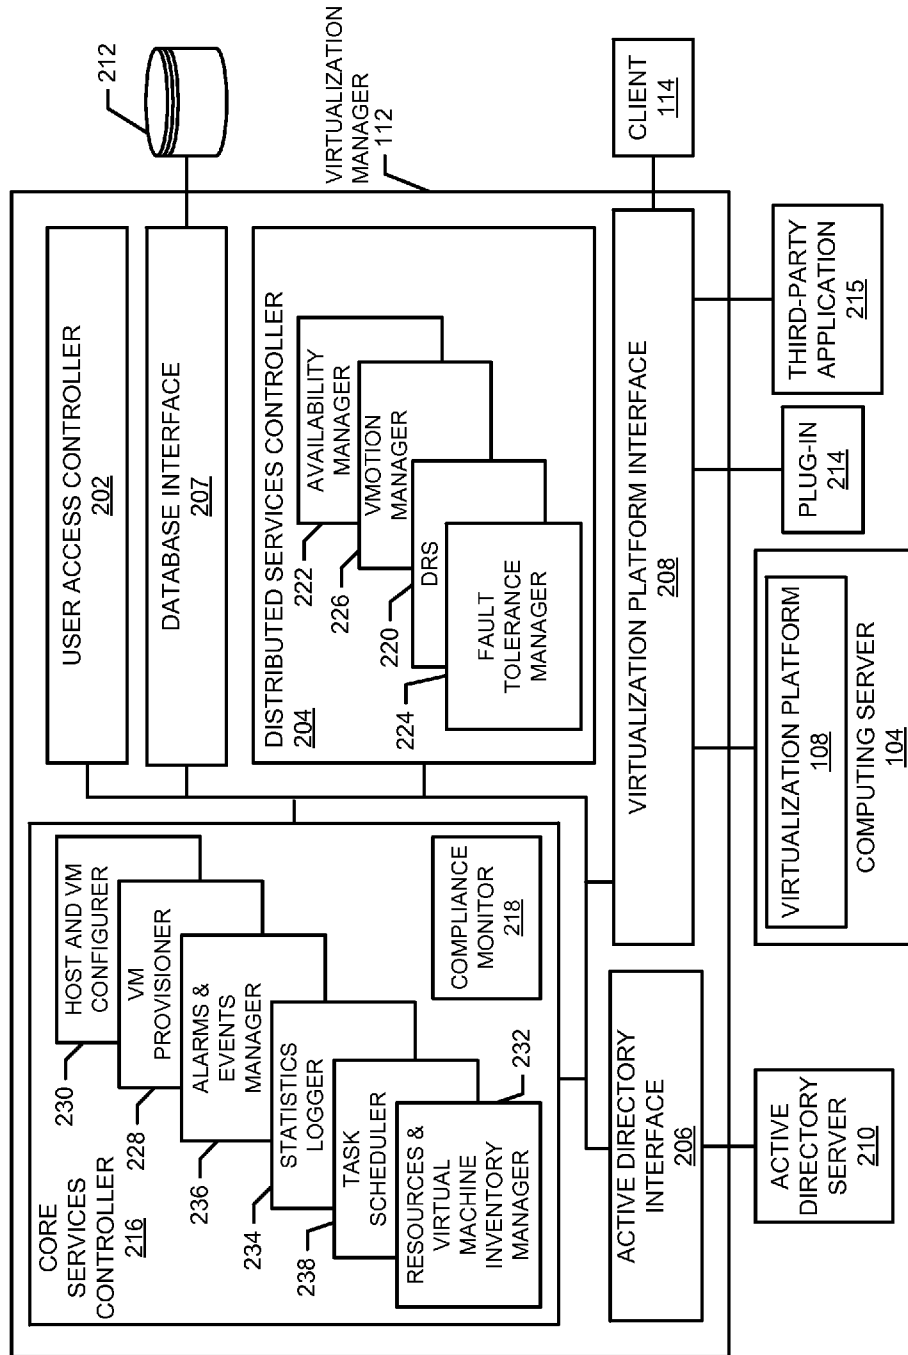 CORE
SERVICES
CONTROLLER
216
230
HOST AND VM
CONFIGURER
228
VM
PROVISIONER
236
ALARMS &
EVENTS
MANAGER
234
STATISTICS
LOGGER
238
TASK
SCHEDULER
RESOURCES &
VIRTUAL
MACHINE
INVENTORY
MANAGER
232
COMPLIANCE
MONITOR
218
USER ACCESS CONTROLLER
202
DATABASE INTERFACE
207
212
DISTRIBUTED SERVICES CONTROLLER
204
222
AVAILABILITY
MANAGER
226
VMOTION
MANAGER
220
DRS
224
FAULT
TOLERANCE
MANAGER
VIRTUALIZATION
MANAGER
112
ACTIVE DIRECTORY
INTERFACE
206
VIRTUALIZATION PLATFORM INTERFACE
208
CLIENT
114
ACTIVE
DIRECTORY
SERVER
210
VIRTUALIZATION PLATFORM
108
COMPUTING SERVER
104
PLUG-IN
214
THIRD-PARTY
APPLICATION
215